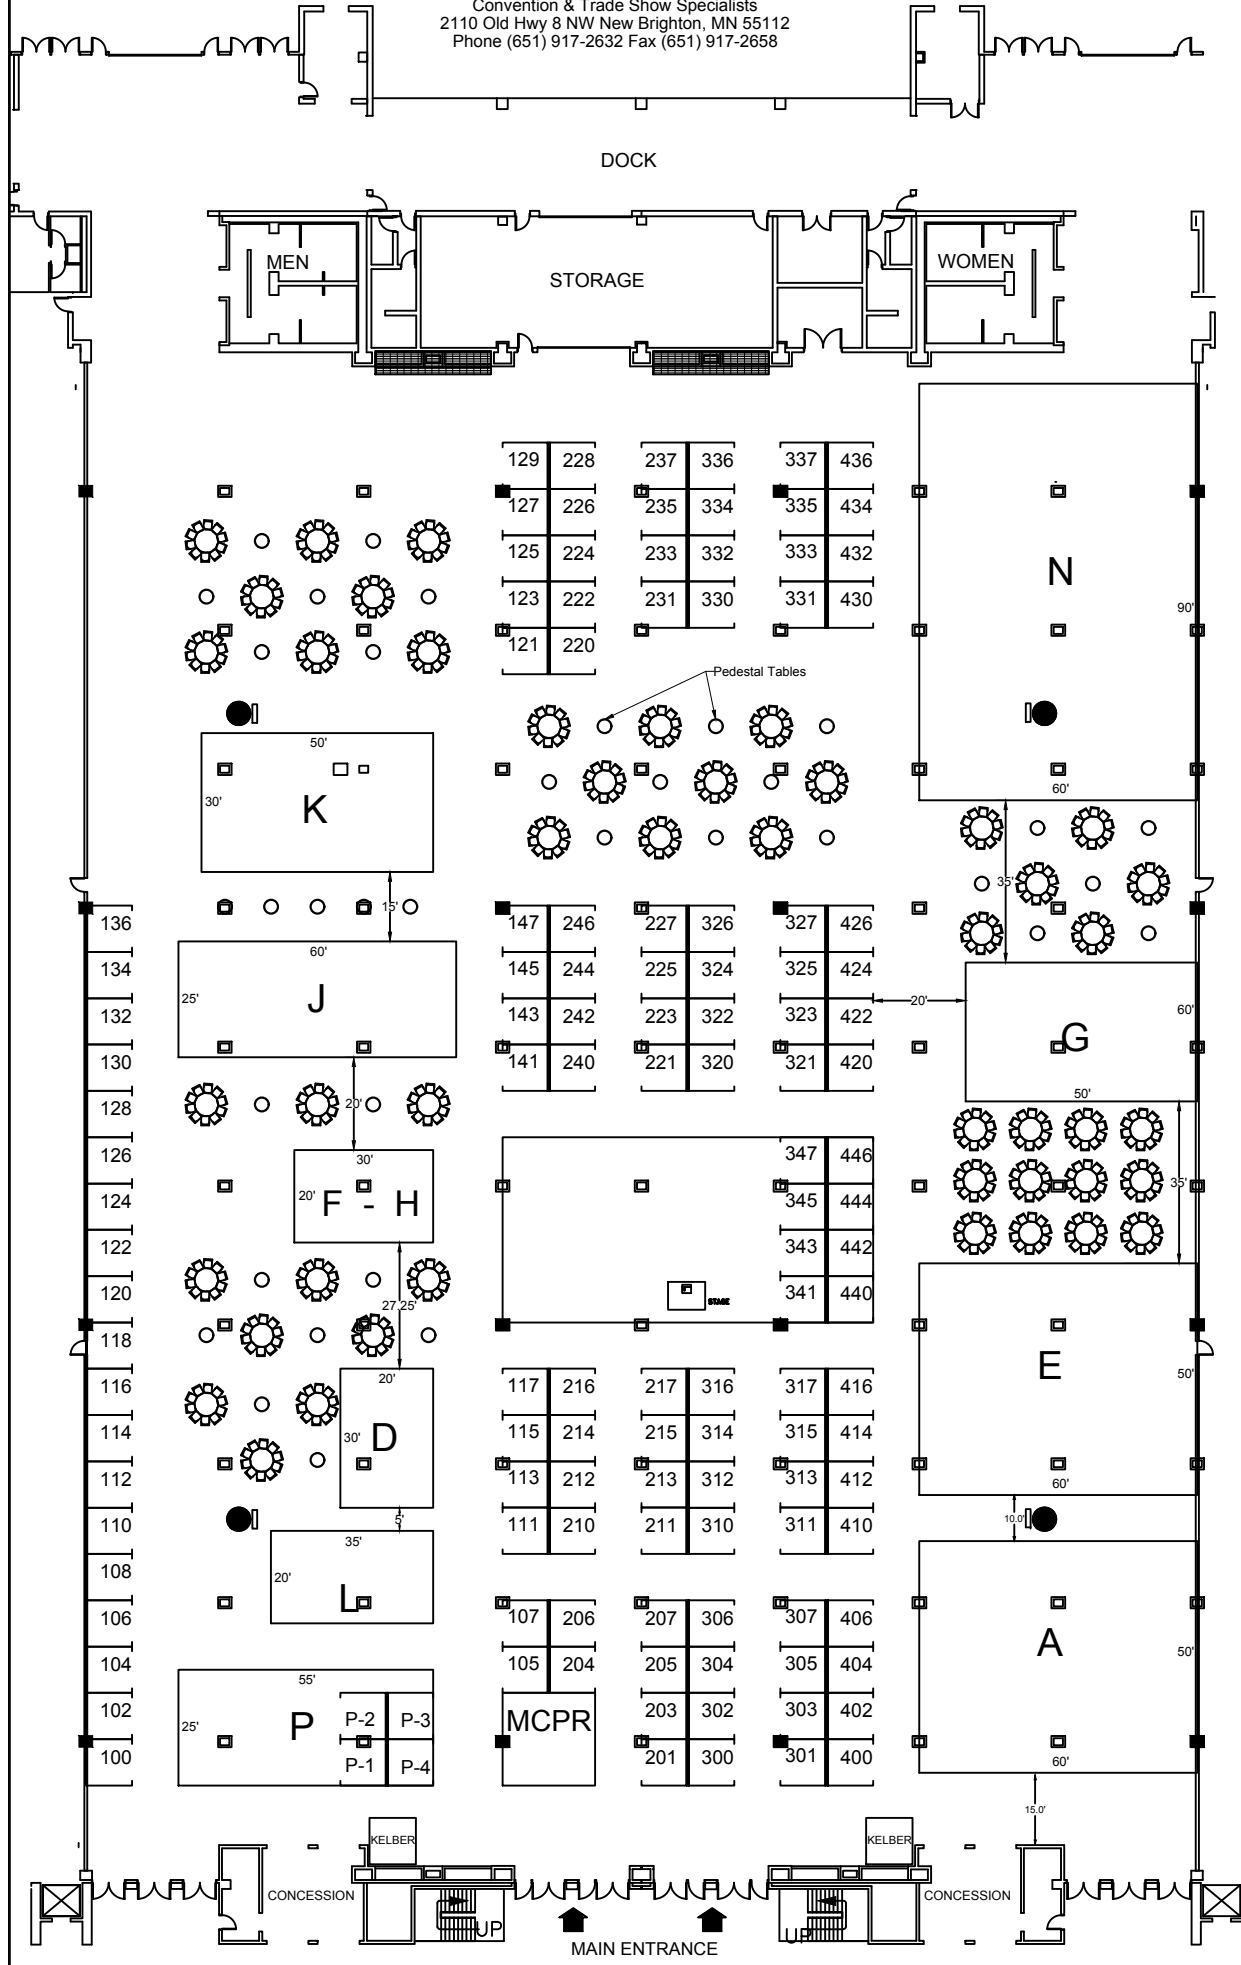 Convention & Trade Show Specialists
2110 Old Hwy 8 NW New Brighton, MN 55112
Phone (651) 917-2632 Fax (651) 917-2658
DOCK
MEN
STORAGE
WOMEN
129 228 237 336 337 436
127 226 235 334 335 434
125 224 233 332 333 432
N
123 222 231 330 331 430
90'
121 220
Pedestal Tables
50'
30'
K
60'
35'
15'
136 147 246 227 326 327 426
60'
134 145 244 225 324 325 424
25'
J
20'
60'
132 143 242 223 322 323 422
G
130 141 240 221 320 321 420
50'
128
20'
126 347 446
30'
35'
124 345 444
20'
F - H
122 343 442
120 341 440
27.25'
STAGE
118
E
116 117 216 217 316 317 416
20'
50'
114 115 214 215 314 315 414
30'
D
112 113 212 213 312 313 412
60'
110 111 210 211 310 311 410
5'
10.0'
35'
108
20'
L
106 107 206 207 306 307 406
A
50'
104 105 204 205 304 305 404
55'
102 203 302 303 402
25'
P
P-2 P-3
MCPR
100 201 300 301 400
P-1 P-4
60'
15.0'
KELBER KELBER
CONCESSION CONCESSION
UP UP
MAIN ENTRANCE